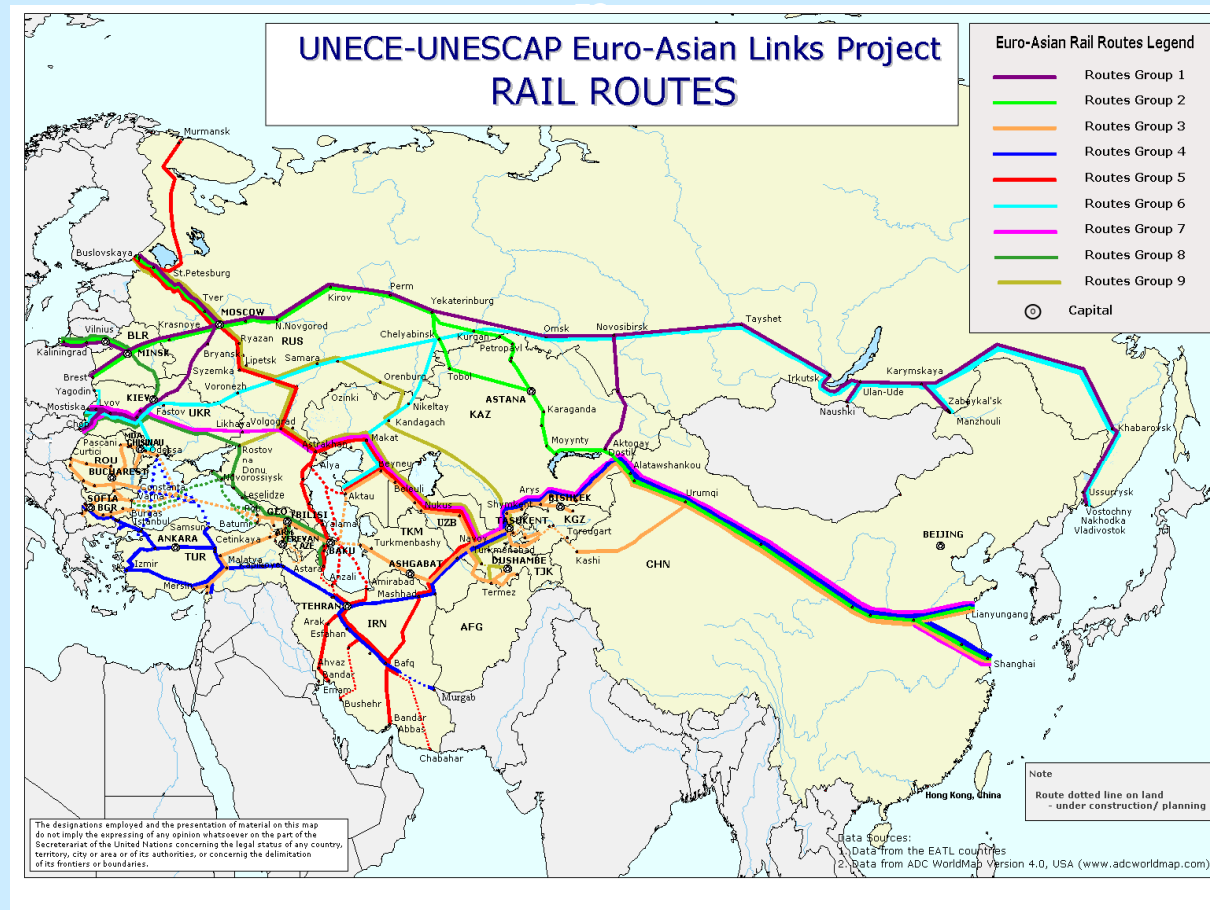 UNECE-UNESCAP Euro-Asian Links Project
RAIL ROUTES
Euro-Asian Rail Routes Legend
Routes Group 1
Routes Group 2
Routes Group 3
Routes Group 4
Routes Group 5
Routes Group 6
Routes Group 7
Routes Group 8
Routes Group 9
Capital
Murmansk
Buslovskaya
St.Petesburg
Tver
MOSCOW
Kirov
Perm
Yekaterinburg
Krasnoye
N.Novgorod
RUS
Chelyabinsk
Kurgan
Omsk
Novosibirsk
Tayshet
Vilnius
BLR
Kaliningrad
MINSK
Ryazan
Petropavl
Bryansk
Lipetsk
Samara
Syzemka
Orenburg
Tobol
Irkutsk
Karymskaya
Brest
Voronezh
Ozinki
ASTANA
Naushki
Ulan-Ude
Zabaykal'sk
Manzhouli
Yagodin
KIEV
Nikeltay
KAZ
Karaganda
Mostiska
Lvov
Fastov
UKR
Likhaya
Volgograd
Kandagach
Khabarovsk
Chop
MDA
CHISINAU
Odessa
Astrakhan
Makat
Moyynty
Aktogay
Dostik
Pascani
Curtici
ROU
Rostov
na
Donu
Alya
Beyneu
Alatawshankou
BUCHAREST
Novorossiysk
Aktau
Beleuli
Arys
Urumqi
Ussurysk
SOFIA
BGR
Constanta
Varna
Leselidze
Nukus
BISHKEK
Vostochny
Nakhodka
Vladivostok
Burgas
Istanbul
Samsun
Poti
Batumi
GEO
TBILISI
Yalama
UZB
TASUKENT
KGZ
Torugart
ANKARA
Cetinkaya
YEREVAN
AZE
BAKU
TKM
Turkmenbashy
Navoy
Turkmenabad
Kashi
BEIJING
Izmir
TUR
Malatya
Astara
ASHGABAT
DUSHAMBE
TJK
CHN
Mersin
Anzali
Amirabad
Mashhad
Termez
TEHRAN
Lianyungang
Arak
Esfahan
IRN
AFG
Shanghai
Ahvaz
Bandar
Emam
Bafq
Bushehr
Murgab
Bandar
Abbas
Chabahar
Hong Kong, China
Note
Route dotted line on land
- under construction/ planning
The designations employed and the presentation of material on this map
do not imply the expressing of any opinion whatsoever on the part of the
Secreterariat of the United Nations concerning the legal status of any country,
territory, city or area or of its authorities, or concernig the delimitation
of its frontiers or boundaries.
Data Sources:
1. Data from the EATL countries
2. Data from ADC WorldMap Version 4.0, USA (www.adcworldmap.com)